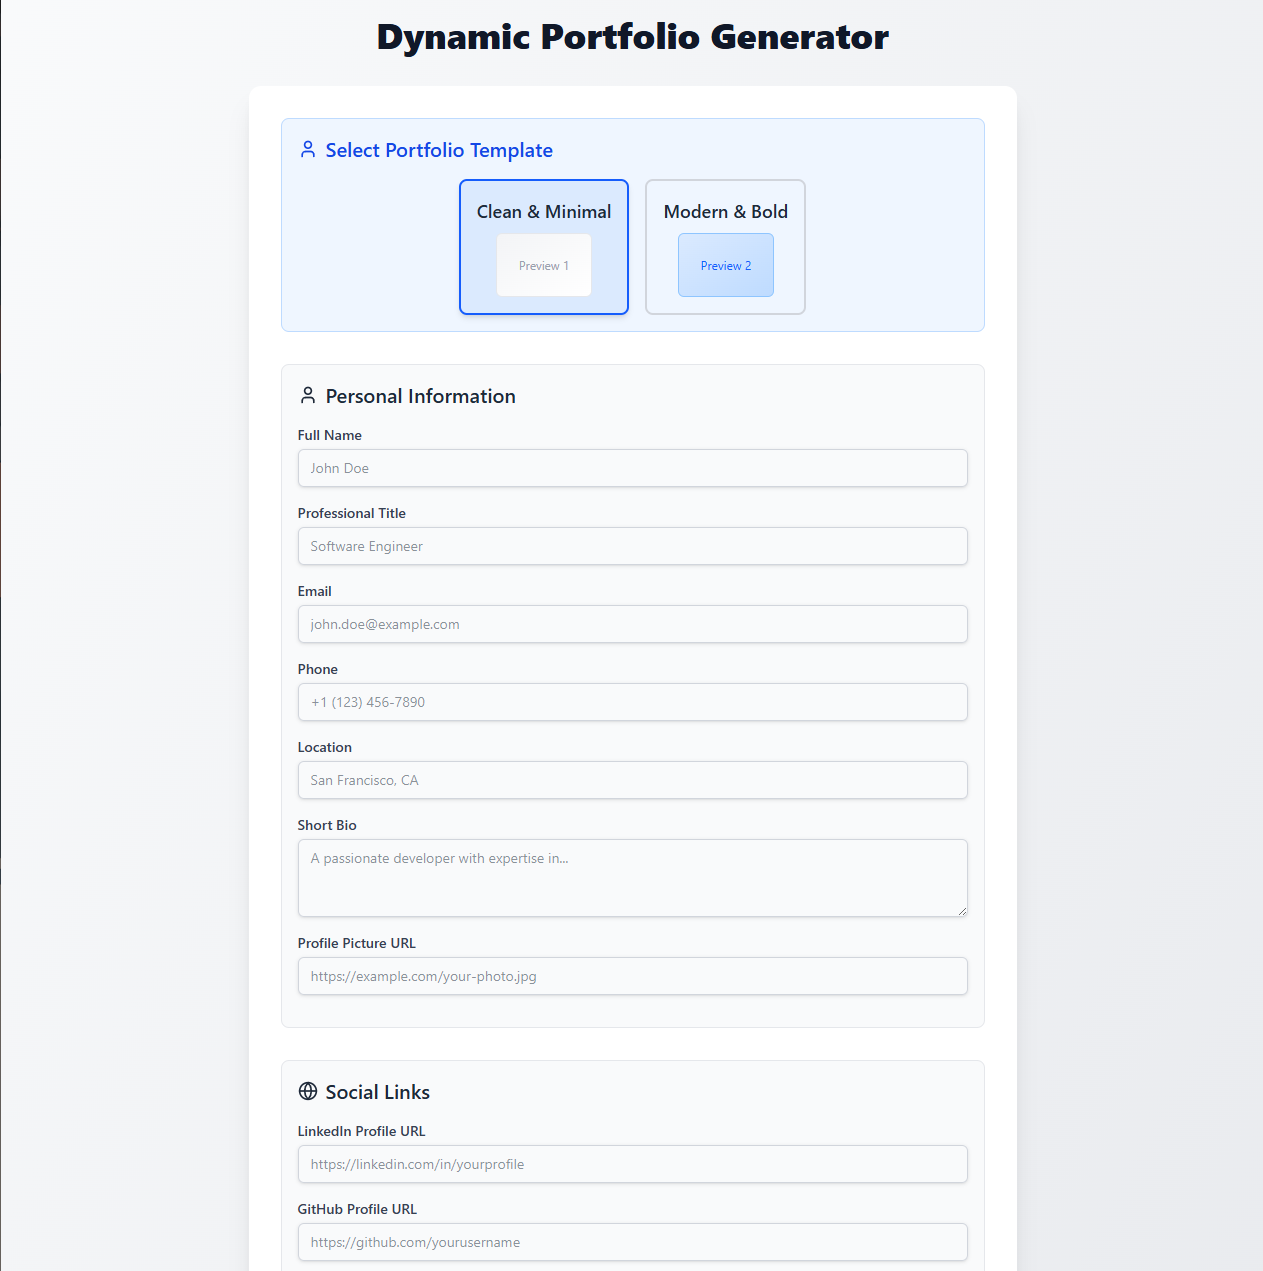 Dynamic Portfolio Generator
Select Portfolio Template
Clean & Minimal
Preview 1
Modern & Bold
Preview 2
Personal Information
Full Name
John Doe
Professional Title
Software Engineer
Email
john.doe@example.com
Phone
+1 (123) 456-7890
Location
San Francisco, CA
Short Bio
A passionate developer with expertise in...
Profile Picture URL
https://example.com/your-photo.jpg
Social Links
LinkedIn Profile URL
https://linkedin.com/in/yourprofile
GitHub Profile URL
https://github.com/yourusername